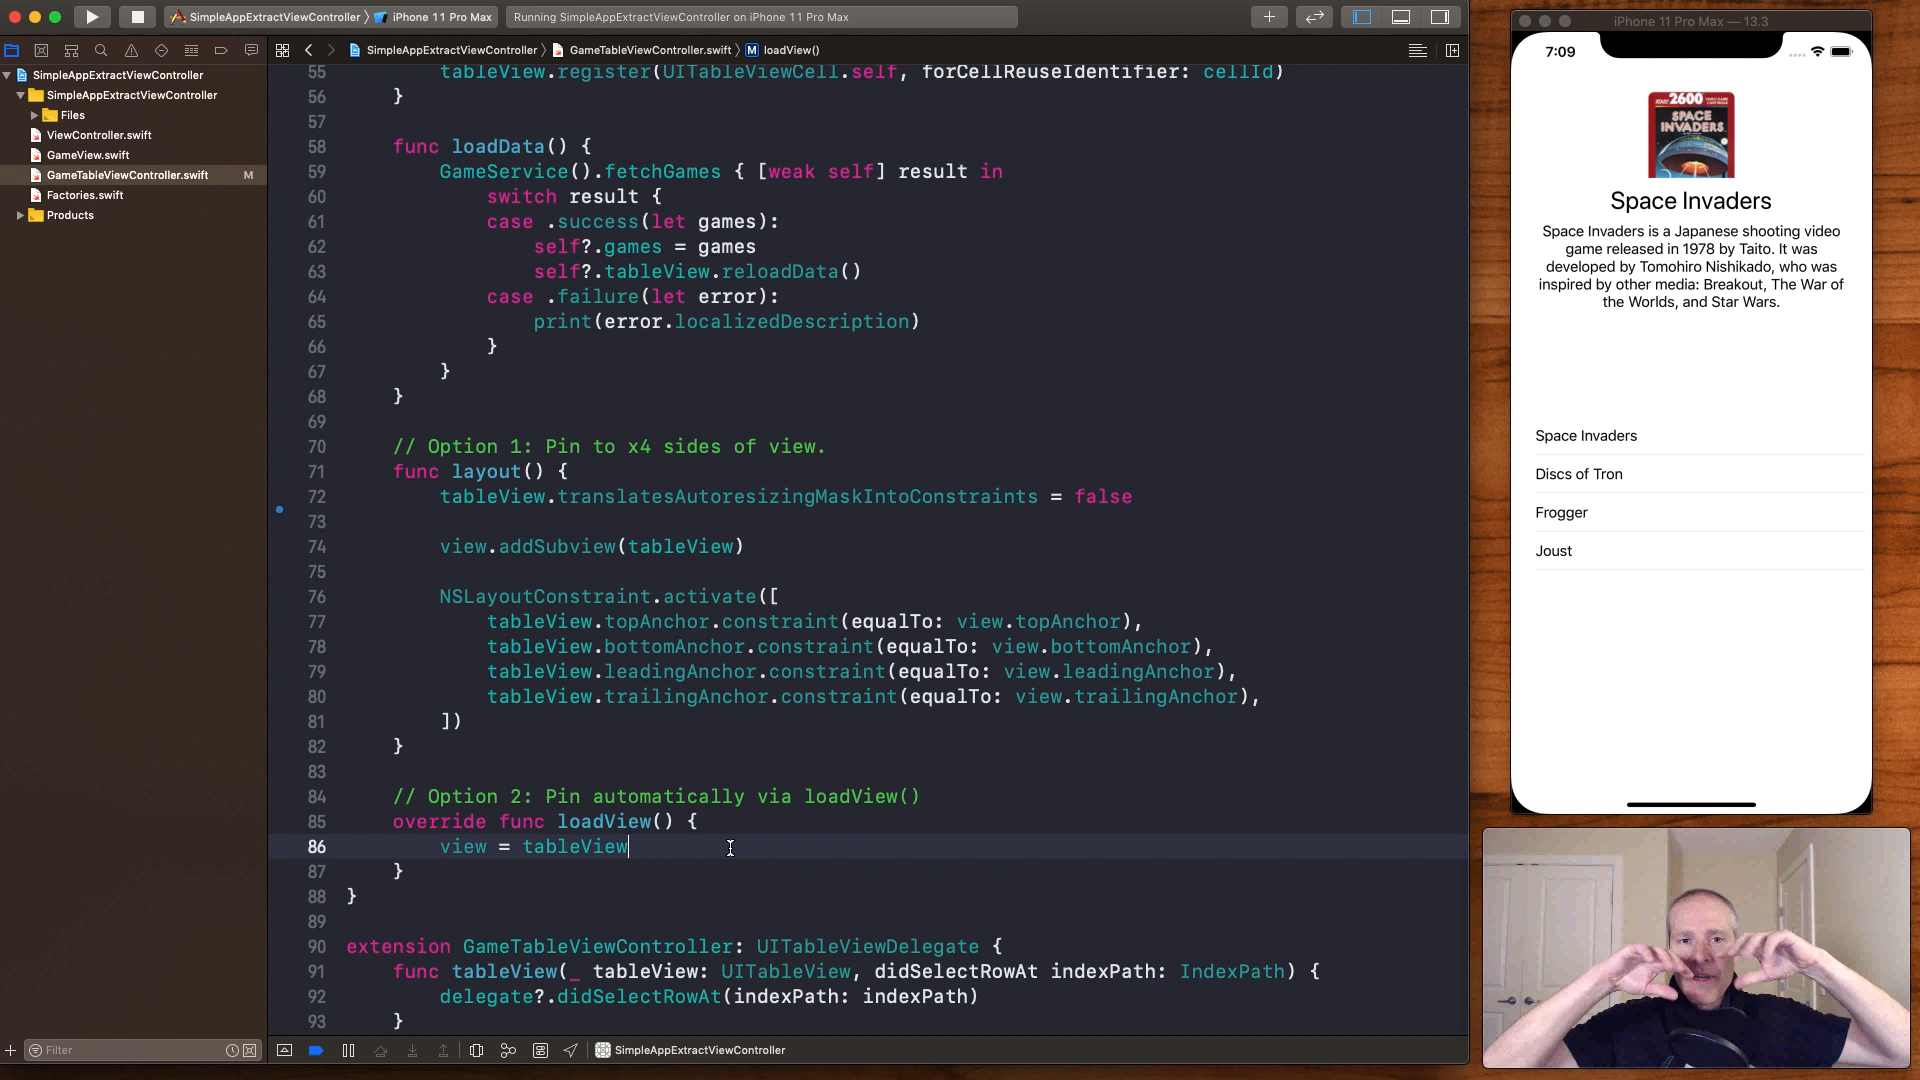 SimpleAppExtractViewController 〉 iPhone 11 Pro Max
Running SimpleAppExtractViewController on iPhone 11 Pro Max
SimpleAppExtractViewController 〉 GameTableViewController.swift 〉 M loadView()
SimpleAppExtractViewController
SimpleAppExtractViewController
Files
ViewController.swift
GameView.swift
GameTableViewController.swift M
Factories.swift
Products
Filter
55 tableView.register(UITableViewCell.self, forCellReuseIdentifier: cellId)
56 }
57
58 func loadData() {
59 GameService().fetchGames { [weak self] result in
60 switch result {
61 case .success(let games):
62 self?.games = games
63 self?.tableView.reloadData()
64 case .failure(let error):
65 print(error.localizedDescription)
66 }
67 }
68 }
69
70 // Option 1: Pin to x4 sides of view.
71 func layout() {
72 tableView.translatesAutoresizingMaskIntoConstraints = false
73
74 view.addSubview(tableView)
75
76 NSLayoutConstraint.activate([
77 tableView.topAnchor.constraint(equalTo: view.topAnchor),
78 tableView.bottomAnchor.constraint(equalTo: view.bottomAnchor),
79 tableView.leadingAnchor.constraint(equalTo: view.leadingAnchor),
80 tableView.trailingAnchor.constraint(equalTo: view.trailingAnchor),
81 ])
82 }
83
84 // Option 2: Pin automatically via loadView()
85 override func loadView() {
86 view = tableView
87 }
88 }
89
90 extension GameTableViewController: UITableViewDelegate {
91 func tableView(_ tableView: UITableView, didSelectRowAt indexPath: IndexPath) {
92 delegate?.didSelectRowAt(indexPath: indexPath)
93 }
SimpleAppExtractViewController
iPhone 11 Pro Max — 13.3
7:09
ATARI 2600
SPACE
INVADERS
Space Invaders
Space Invaders is a Japanese shooting video
game released in 1978 by Taito. It was
developed by Tomohiro Nishikado, who was
inspired by other media: Breakout, The War of
the Worlds, and Star Wars.
Space Invaders
Discs of Tron
Frogger
Joust